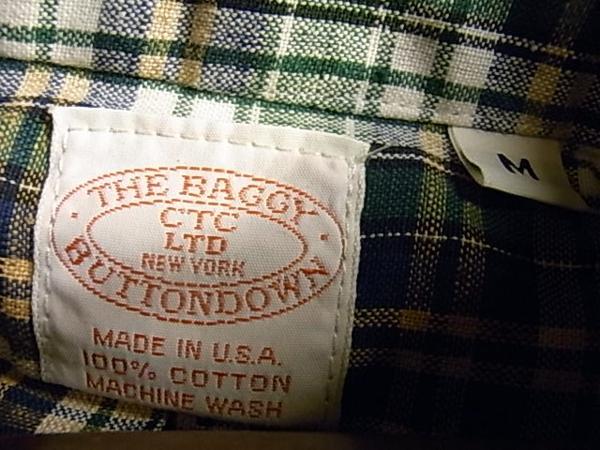 THE BAGGY
CTC
LTD
NEW YORK
BUTTONDOWN
MADE IN U.S.A.
100% COTTON
MACHINE WASH
M